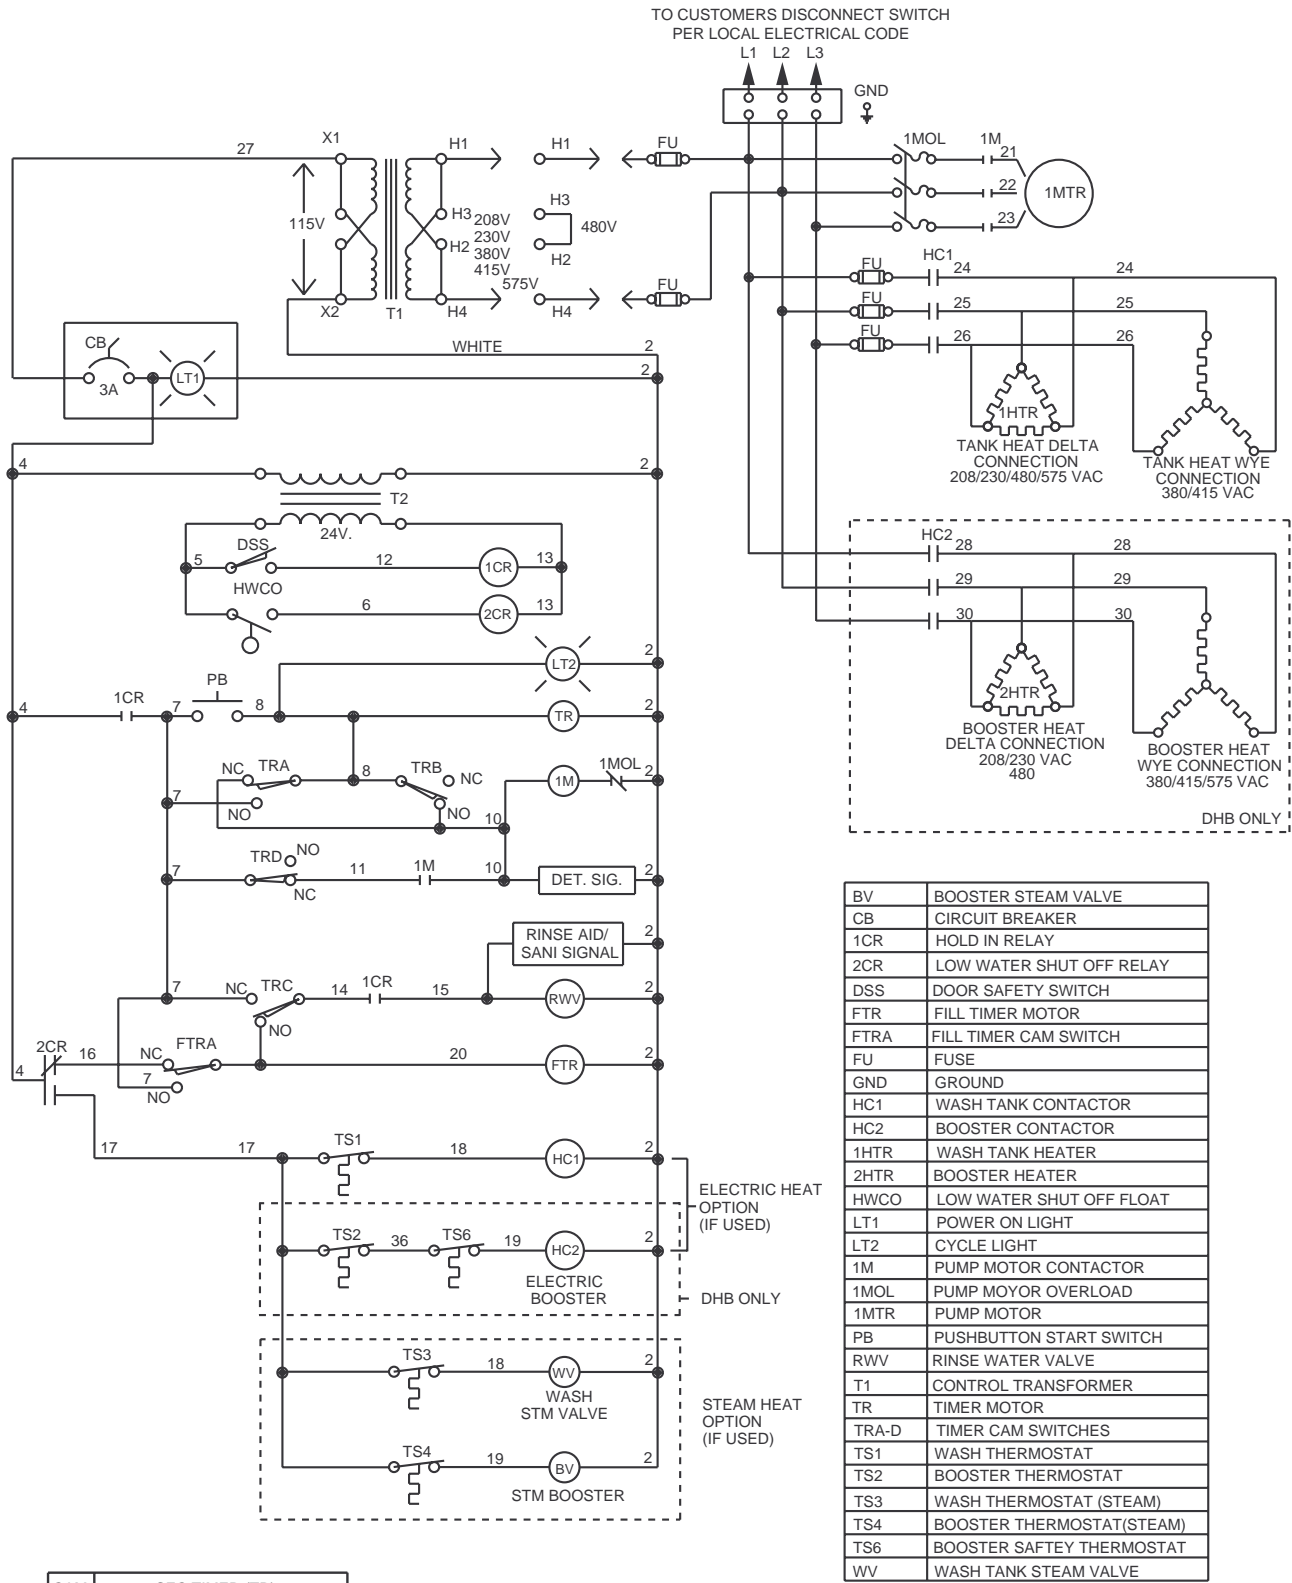 TO CUSTOMERS DISCONNECT SWITCH
PER LOCAL ELECTRICAL CODE
L1 L2 L3
GND
27 X1 H1 H1 FU 1MOL 1M
21
22 1MTR
23
115V H3 208V H3 480V
230V
H2 380V H2
415V
575V
X2 T1 H4 H4 FU
FU HC1 24 24
FU 25 25
FU 26 26
WHITE 2
CB 3A LT1 2
1HTR
TANK HEAT DELTA
CONNECTION
208/230/480/575 VAC
TANK HEAT WYE
CONNECTION
380/415 VAC
4 2
T2
24V.
5 DSS 12 1CR 13
HWCO 6 2CR 13
HC2 28 28
29 29
30 30
2HTR
BOOSTER HEAT
DELTA CONNECTION
208/230 VAC
480
BOOSTER HEAT
WYE CONNECTION
380/415/575 VAC
DHB ONLY
LT2 2
4 1CR 7 PB 8 TR 2
NC TRA 8 TRB NC 1M 1MOL 2
7 NO NO 10
7 TRD NO NC 11 1M 10 DET. SIG. 2
RINSE AID/
SANI SIGNAL
2
7 NC TRC 14 1CR 15 RWV 2
NO
4 2CR 16 NC FTRA 20 FTR 2
7
NO
17 17 TS1 18 HC1 2
ELECTRIC HEAT
OPTION
(IF USED)
TS2 36 TS6 19 HC2 2
ELECTRIC
BOOSTER
DHB ONLY
TS3 18 WV 2
WASH
STM VALVE
STEAM HEAT
OPTION
(IF USED)
TS4 19 BV 2
STM BOOSTER
BV BOOSTER STEAM VALVE
CB CIRCUIT BREAKER
1CR HOLD IN RELAY
2CR LOW WATER SHUT OFF RELAY
DSS DOOR SAFETY SWITCH
FTR FILL TIMER MOTOR
FTRA FILL TIMER CAM SWITCH
FU FUSE
GND GROUND
HC1 WASH TANK CONTACTOR
HC2 BOOSTER CONTACTOR
1HTR WASH TANK HEATER
2HTR BOOSTER HEATER
HWCO LOW WATER SHUT OFF FLOAT
LT1 POWER ON LIGHT
LT2 CYCLE LIGHT
1M PUMP MOTOR CONTACTOR
1MOL PUMP MOYOR OVERLOAD
1MTR PUMP MOTOR
PB PUSHBUTTON START SWITCH
RWV RINSE WATER VALVE
T1 CONTROL TRANSFORMER
TR TIMER MOTOR
TRA-D TIMER CAM SWITCHES
TS1 WASH THERMOSTAT
TS2 BOOSTER THERMOSTAT
TS3 WASH THERMOSTAT (STEAM)
TS4 BOOSTER THERMOSTAT(STEAM)
TS6 BOOSTER SAFTEY THERMOSTAT
WV WASH TANK STEAM VALVE